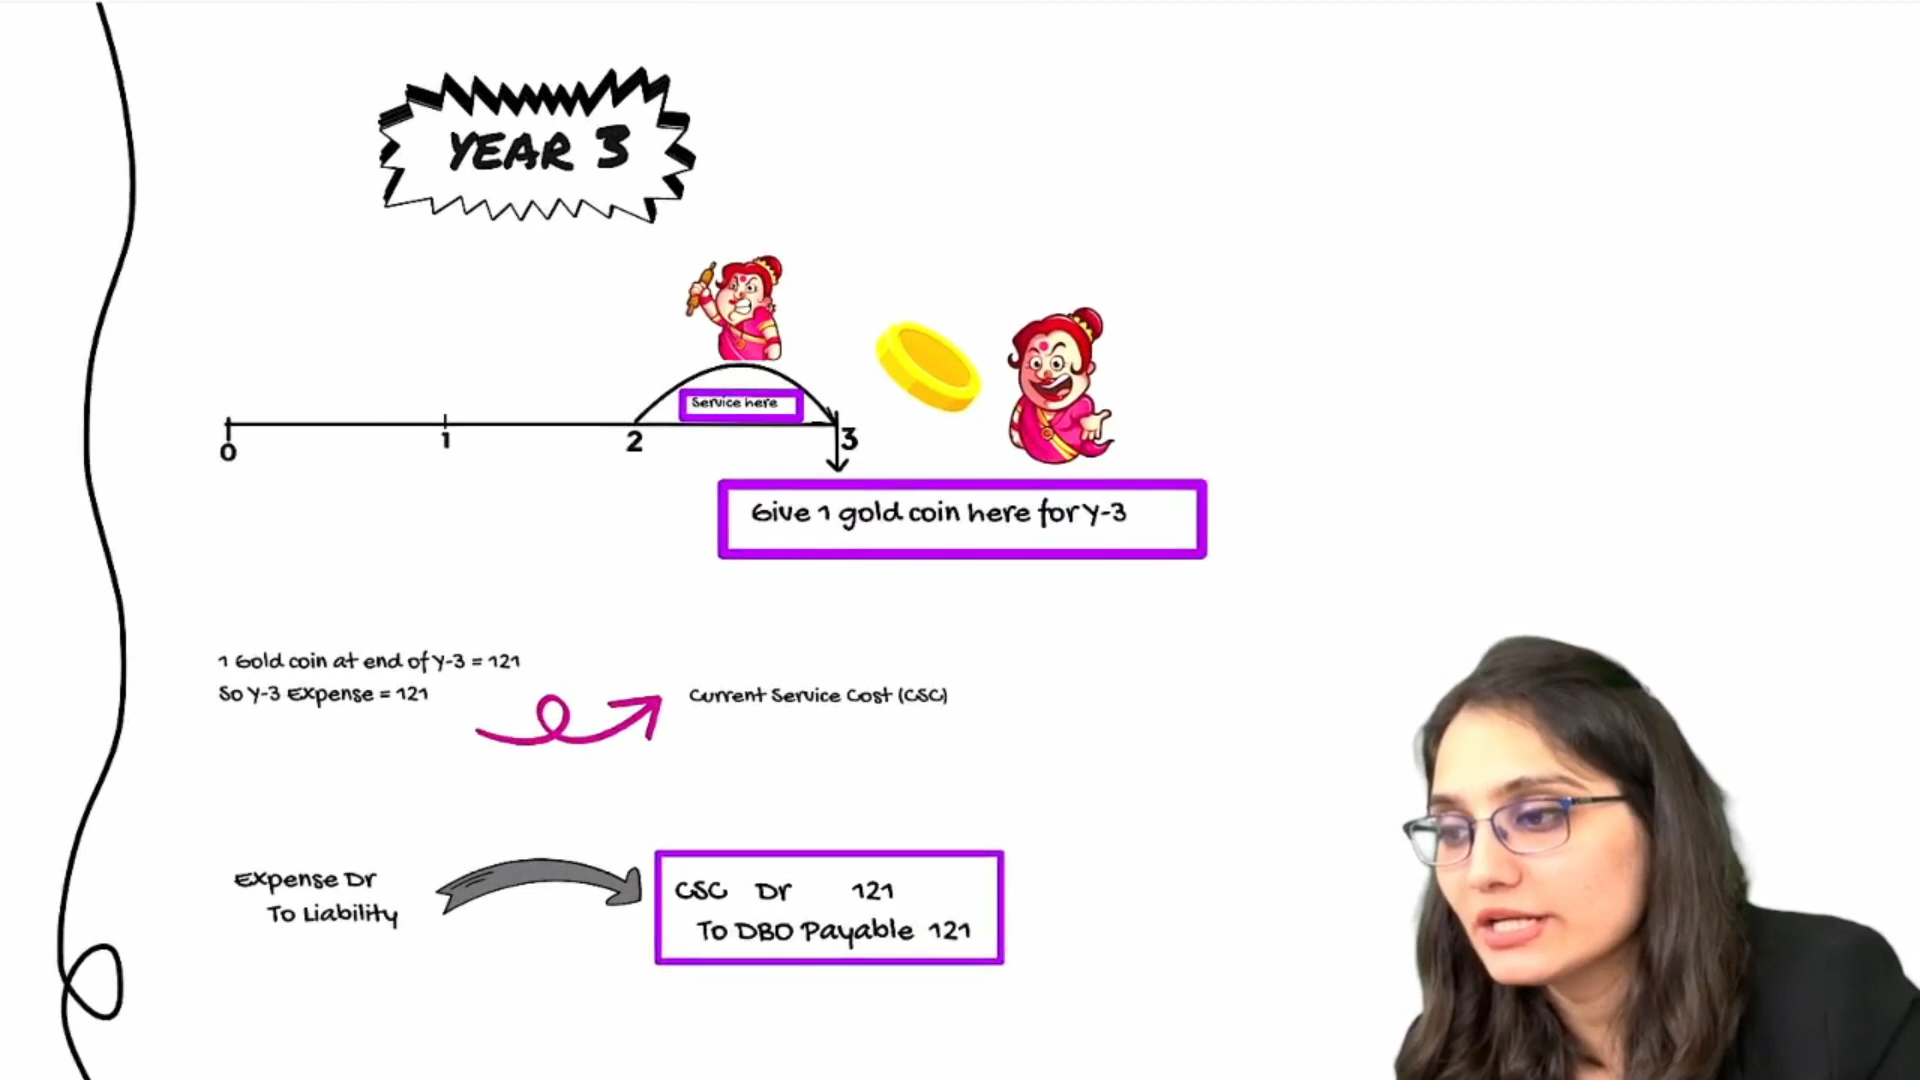 YEAR 3
Service here
0
1
2
3
Give 1 gold coin here for Y-3
1 Gold coin at end of Y-3 = 121
So Y-3 Expense = 121
Current Service Cost (CSC)
Expense Dr
To Liability
CSC Dr 121
To DBO Payable 121